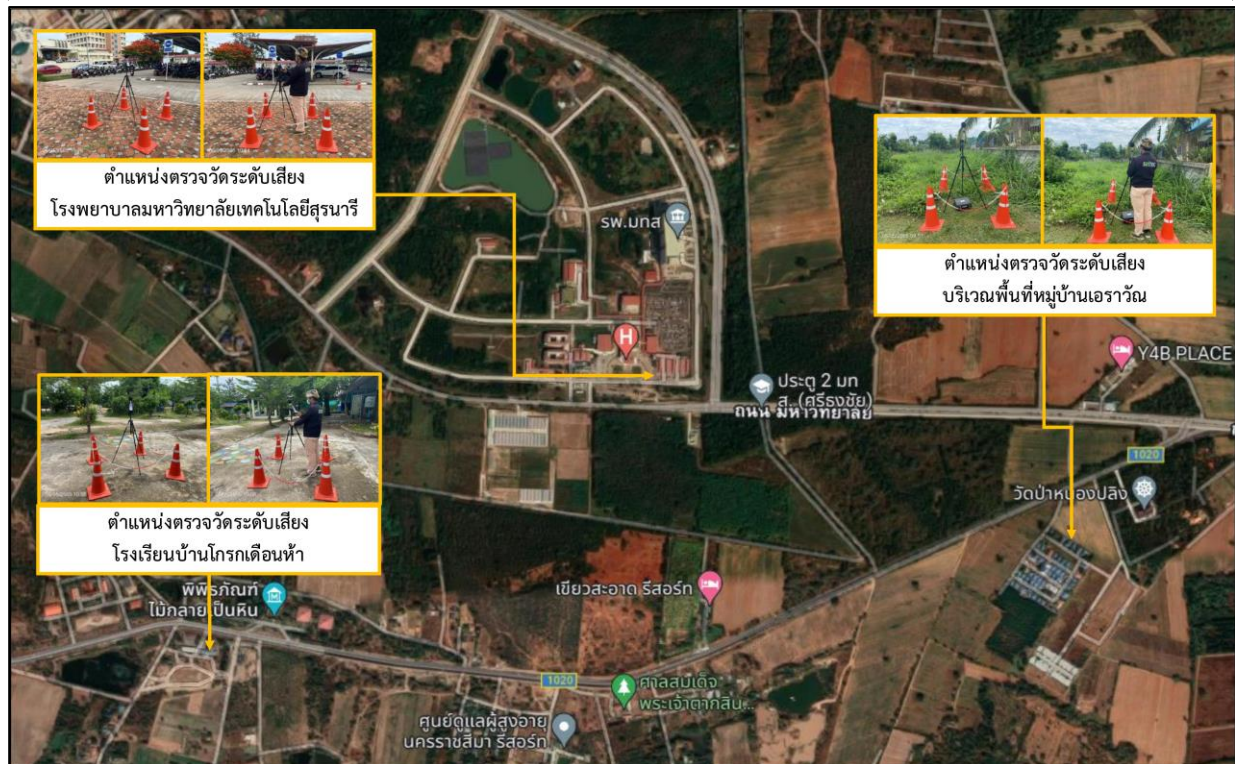 ตำแหน่งตรวจวัดระดับเสียง
โรงพยาบาลมหาวิทยาลัยเทคโนโลยีสุรนารี
รพ.มทส
H
ตำแหน่งตรวจวัดระดับเสียง
บริเวณพื้นที่หมู่บ้านเอราวัณ
Y4B PLACE
ประตู 2 มท
ส. (ศรีธงชัย)
ถนน มหาวิทยาลัย
1020
วัดป่าหนองปลิง
ตำแหน่งตรวจวัดระดับเสียง
โรงเรียนบ้านโกรกเดือนห้า
พิพิธภัณฑ์
ไม้กลายเป็นหิน
เขียวสะอาด รีสอร์ท
1020
ศาลสมเด็จ
พระเจ้าตากสิน...
ศูนย์ดูแลผู้สูงอายุ
นครราชสีมา รีสอร์ท